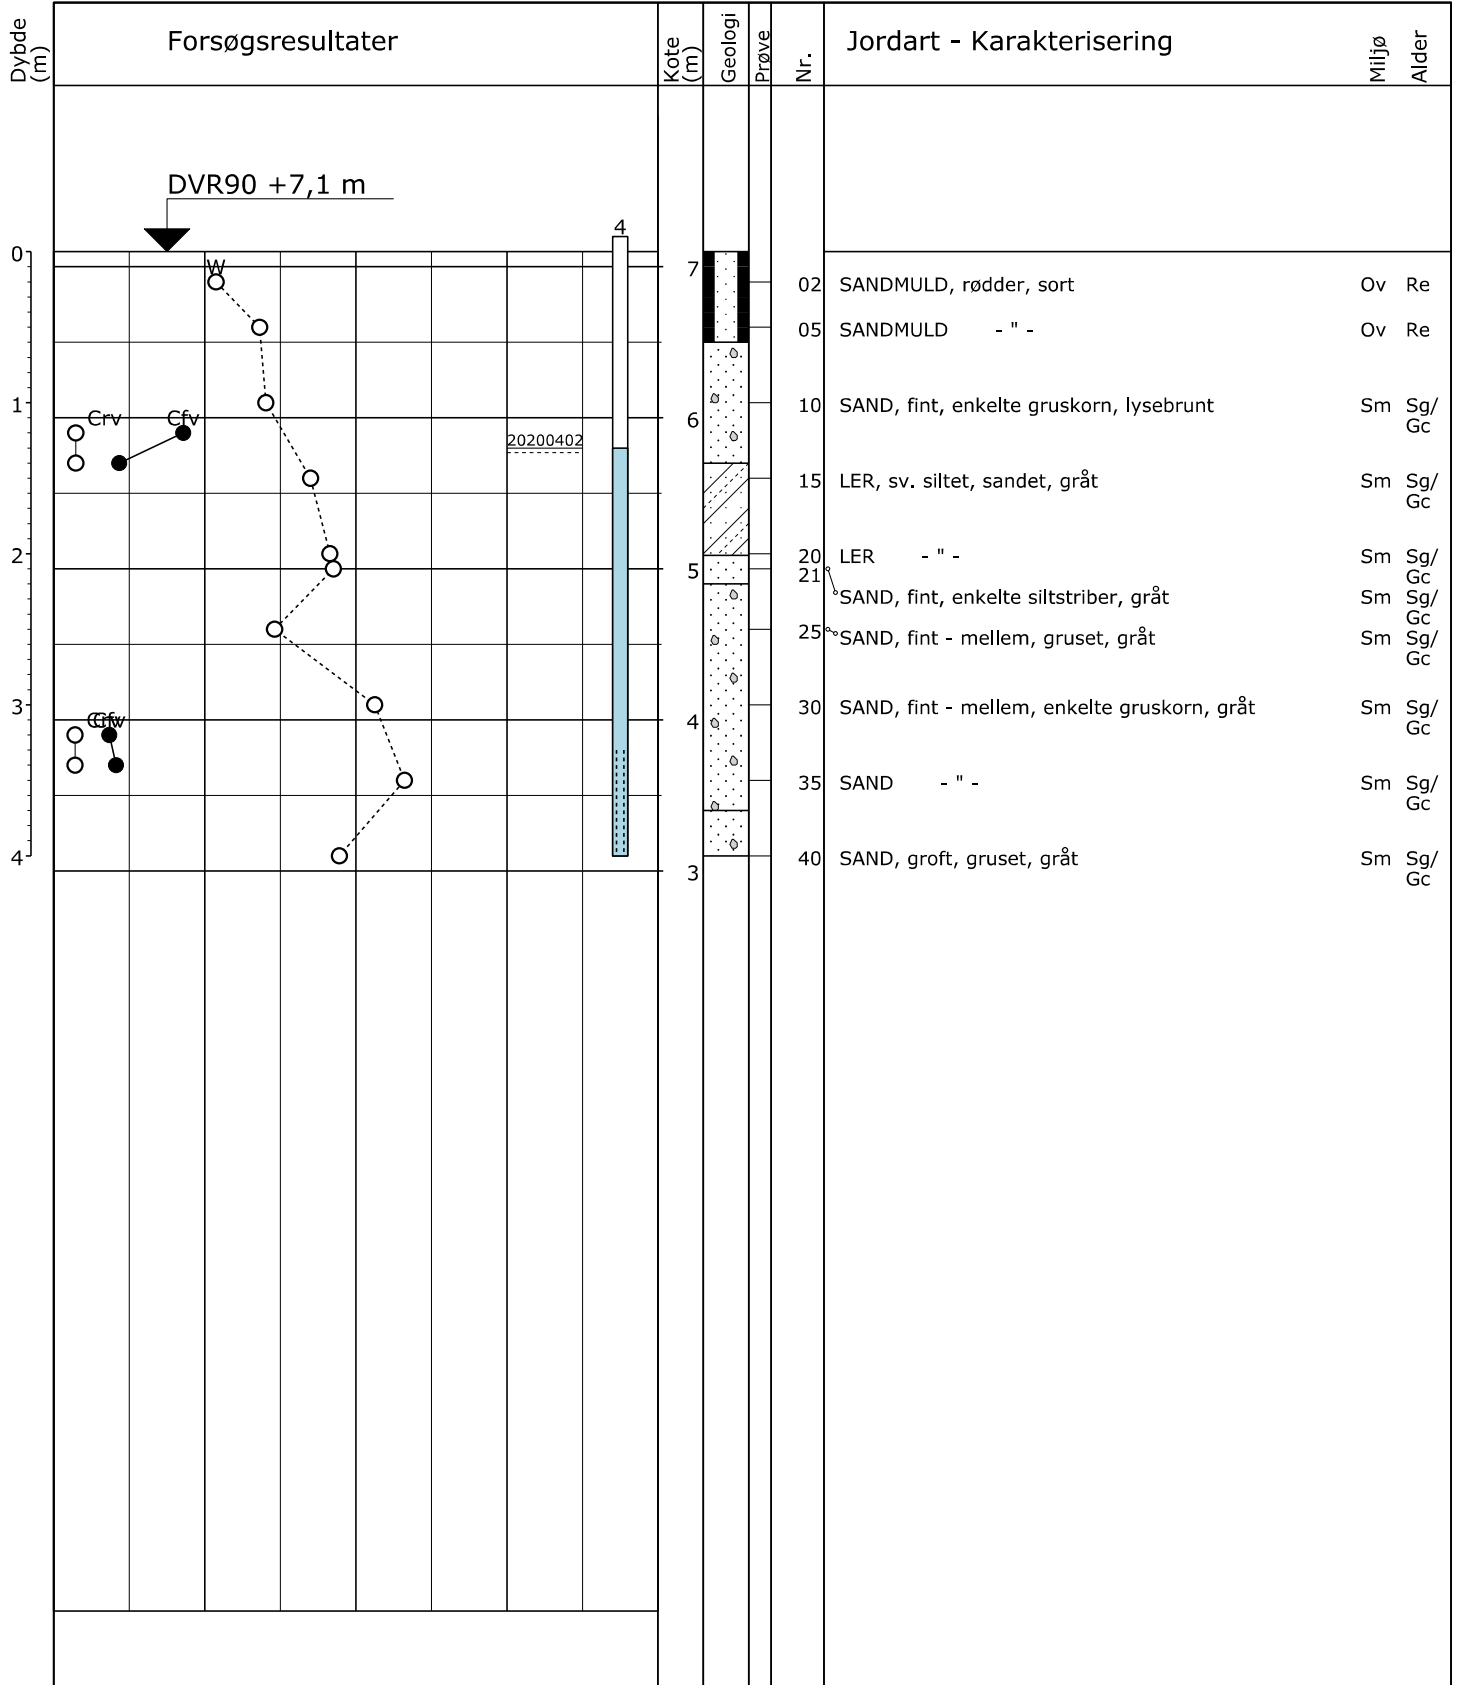 Dybde (m)
Forsøgsresultater
Kote (m)
Geologi
Prøve
Nr.
Jordart - Karakterisering
Miljø
Alder
DVR90 +7,1 m
4
0
W
7
02 SANDMULD, rødder, sort Ov Re
05 SANDMULD - " - Ov Re
1
Crv Cfv
6
10 SAND, fint, enkelte gruskorn, lysebrunt Sm Sg/
Gc
20200402
15 LER, sv. siltet, sandet, gråt Sm Sg/
Gc
2
5
20 LER - " - Sm Sg/
Gc
21 SAND, fint, enkelte siltstriber, gråt Sm Sg/
Gc
25 SAND, fint - mellem, gruset, gråt Sm Sg/
Gc
3
Crv Cfv
4
30 SAND, fint - mellem, enkelte gruskorn, gråt Sm Sg/
Gc
35 SAND - " - Sm Sg/
Gc
4
3
40 SAND, groft, gruset, gråt Sm Sg/
Gc